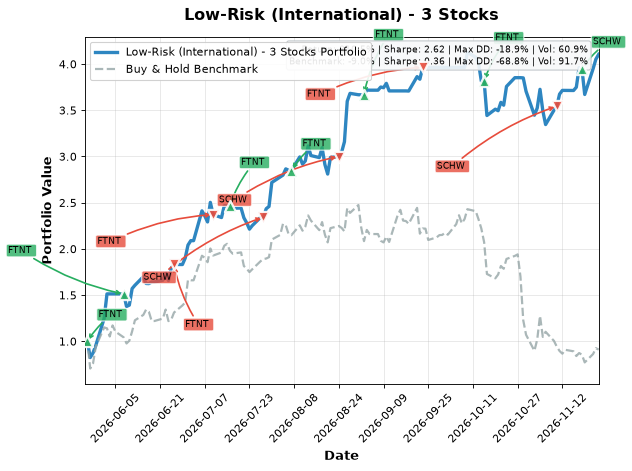 Low-Risk (International) - 3 Stocks
FTNT
FTNT
SCHW
Low-Risk (International) - 3 Stocks Portfolio
| Sharpe: 2.62 | Max DD: -18.9% | Vol: 60.9%
Buy & Hold Benchmark
Benchmark: -9.0% | Sharpe: 0.36 | Max DD: -68.8% | Vol: 91.7%
FTNT
FTNT
SCHW
FTNT
SCHW
FTNT
FTNT
SCHW
FTNT
FTNT
Portfolio Value
4.0
3.5
3.0
2.5
2.0
1.5
1.0
2026-06-05
2026-06-21
2026-07-07
2026-07-23
2026-08-08
2026-08-24
2026-09-09
2026-09-25
2026-10-11
2026-10-27
2026-11-12
Date